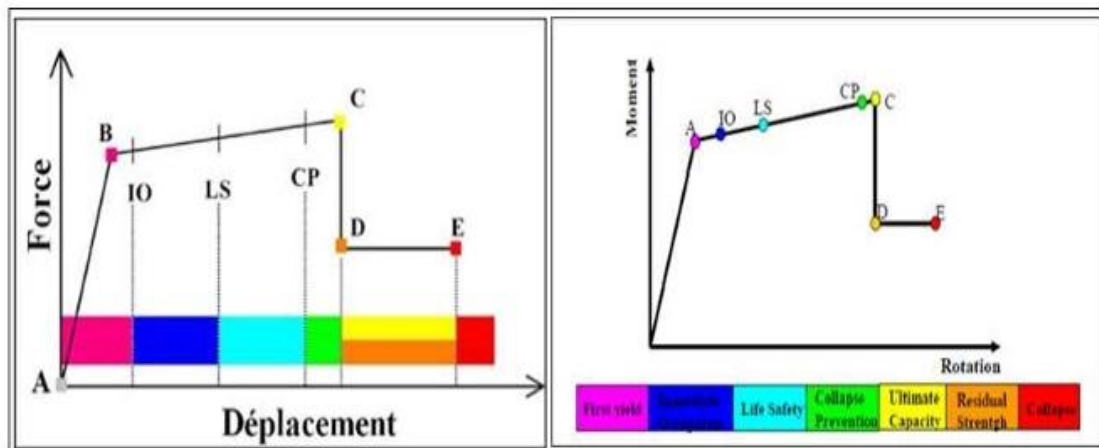 Force
A
B
IO
LS
CP
C
D
E
Déplacement
Moment
A
IO
LS
CP
C
D
E
Rotation
First yield
Life Safety
Collapse
Prevention
Ultimate
Capacity
Residual
Strentgh
Collapse